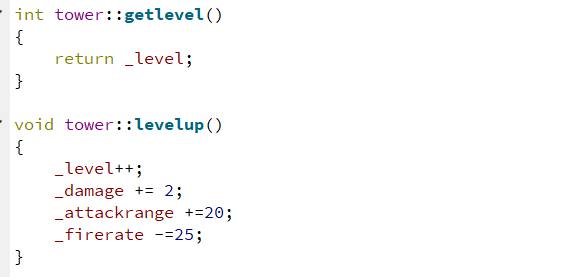 int tower::getlevel()
{
    return _level;
}

void tower::levelup()
{
    _level++;
    _damage += 2;
    _attackrange +=20;
    _firerate -=25;
}